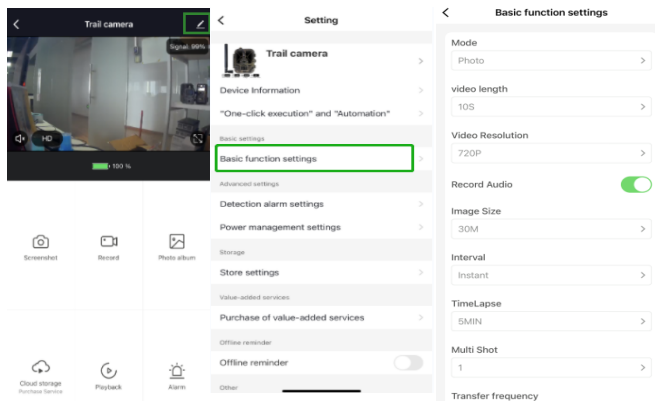 Trail camera
Signal: 99%
HD
100 %
Screenshot
Record
Photo album
Cloud storage
Purchase Service
Playback
Alarm
Setting
Trail camera
Device Information
"One-click execution" and "Automation"
Basic settings
Basic function settings
Advanced settings
Detection alarm settings
Power management settings
Storage
Store settings
Value-added services
Purchase of value-added services
Offline reminder
Offline reminder
Other
Basic function settings
Mode
Photo
video length
10S
Video Resolution
720P
Record Audio
Image Size
30M
Interval
Instant
TimeLapse
5MIN
Multi Shot
1
Transfer frequency